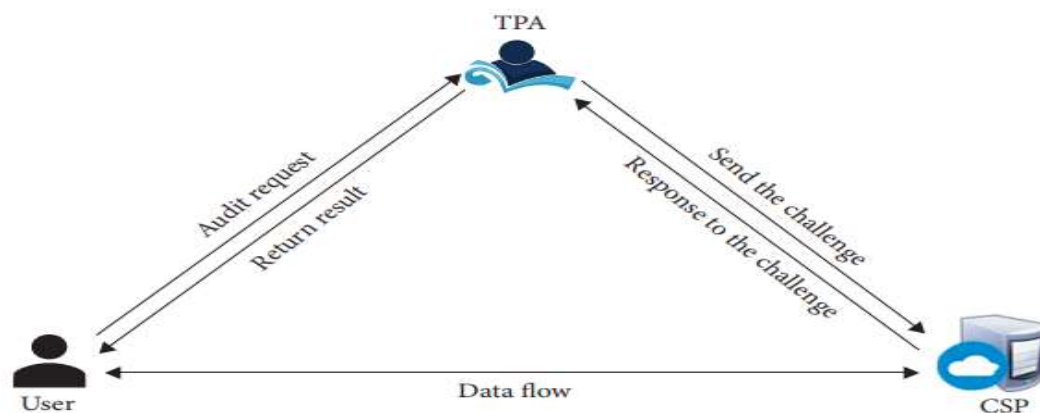 TPA
Audit request
Return result
Send the challenge
Response to the challenge
User
Data flow
CSP